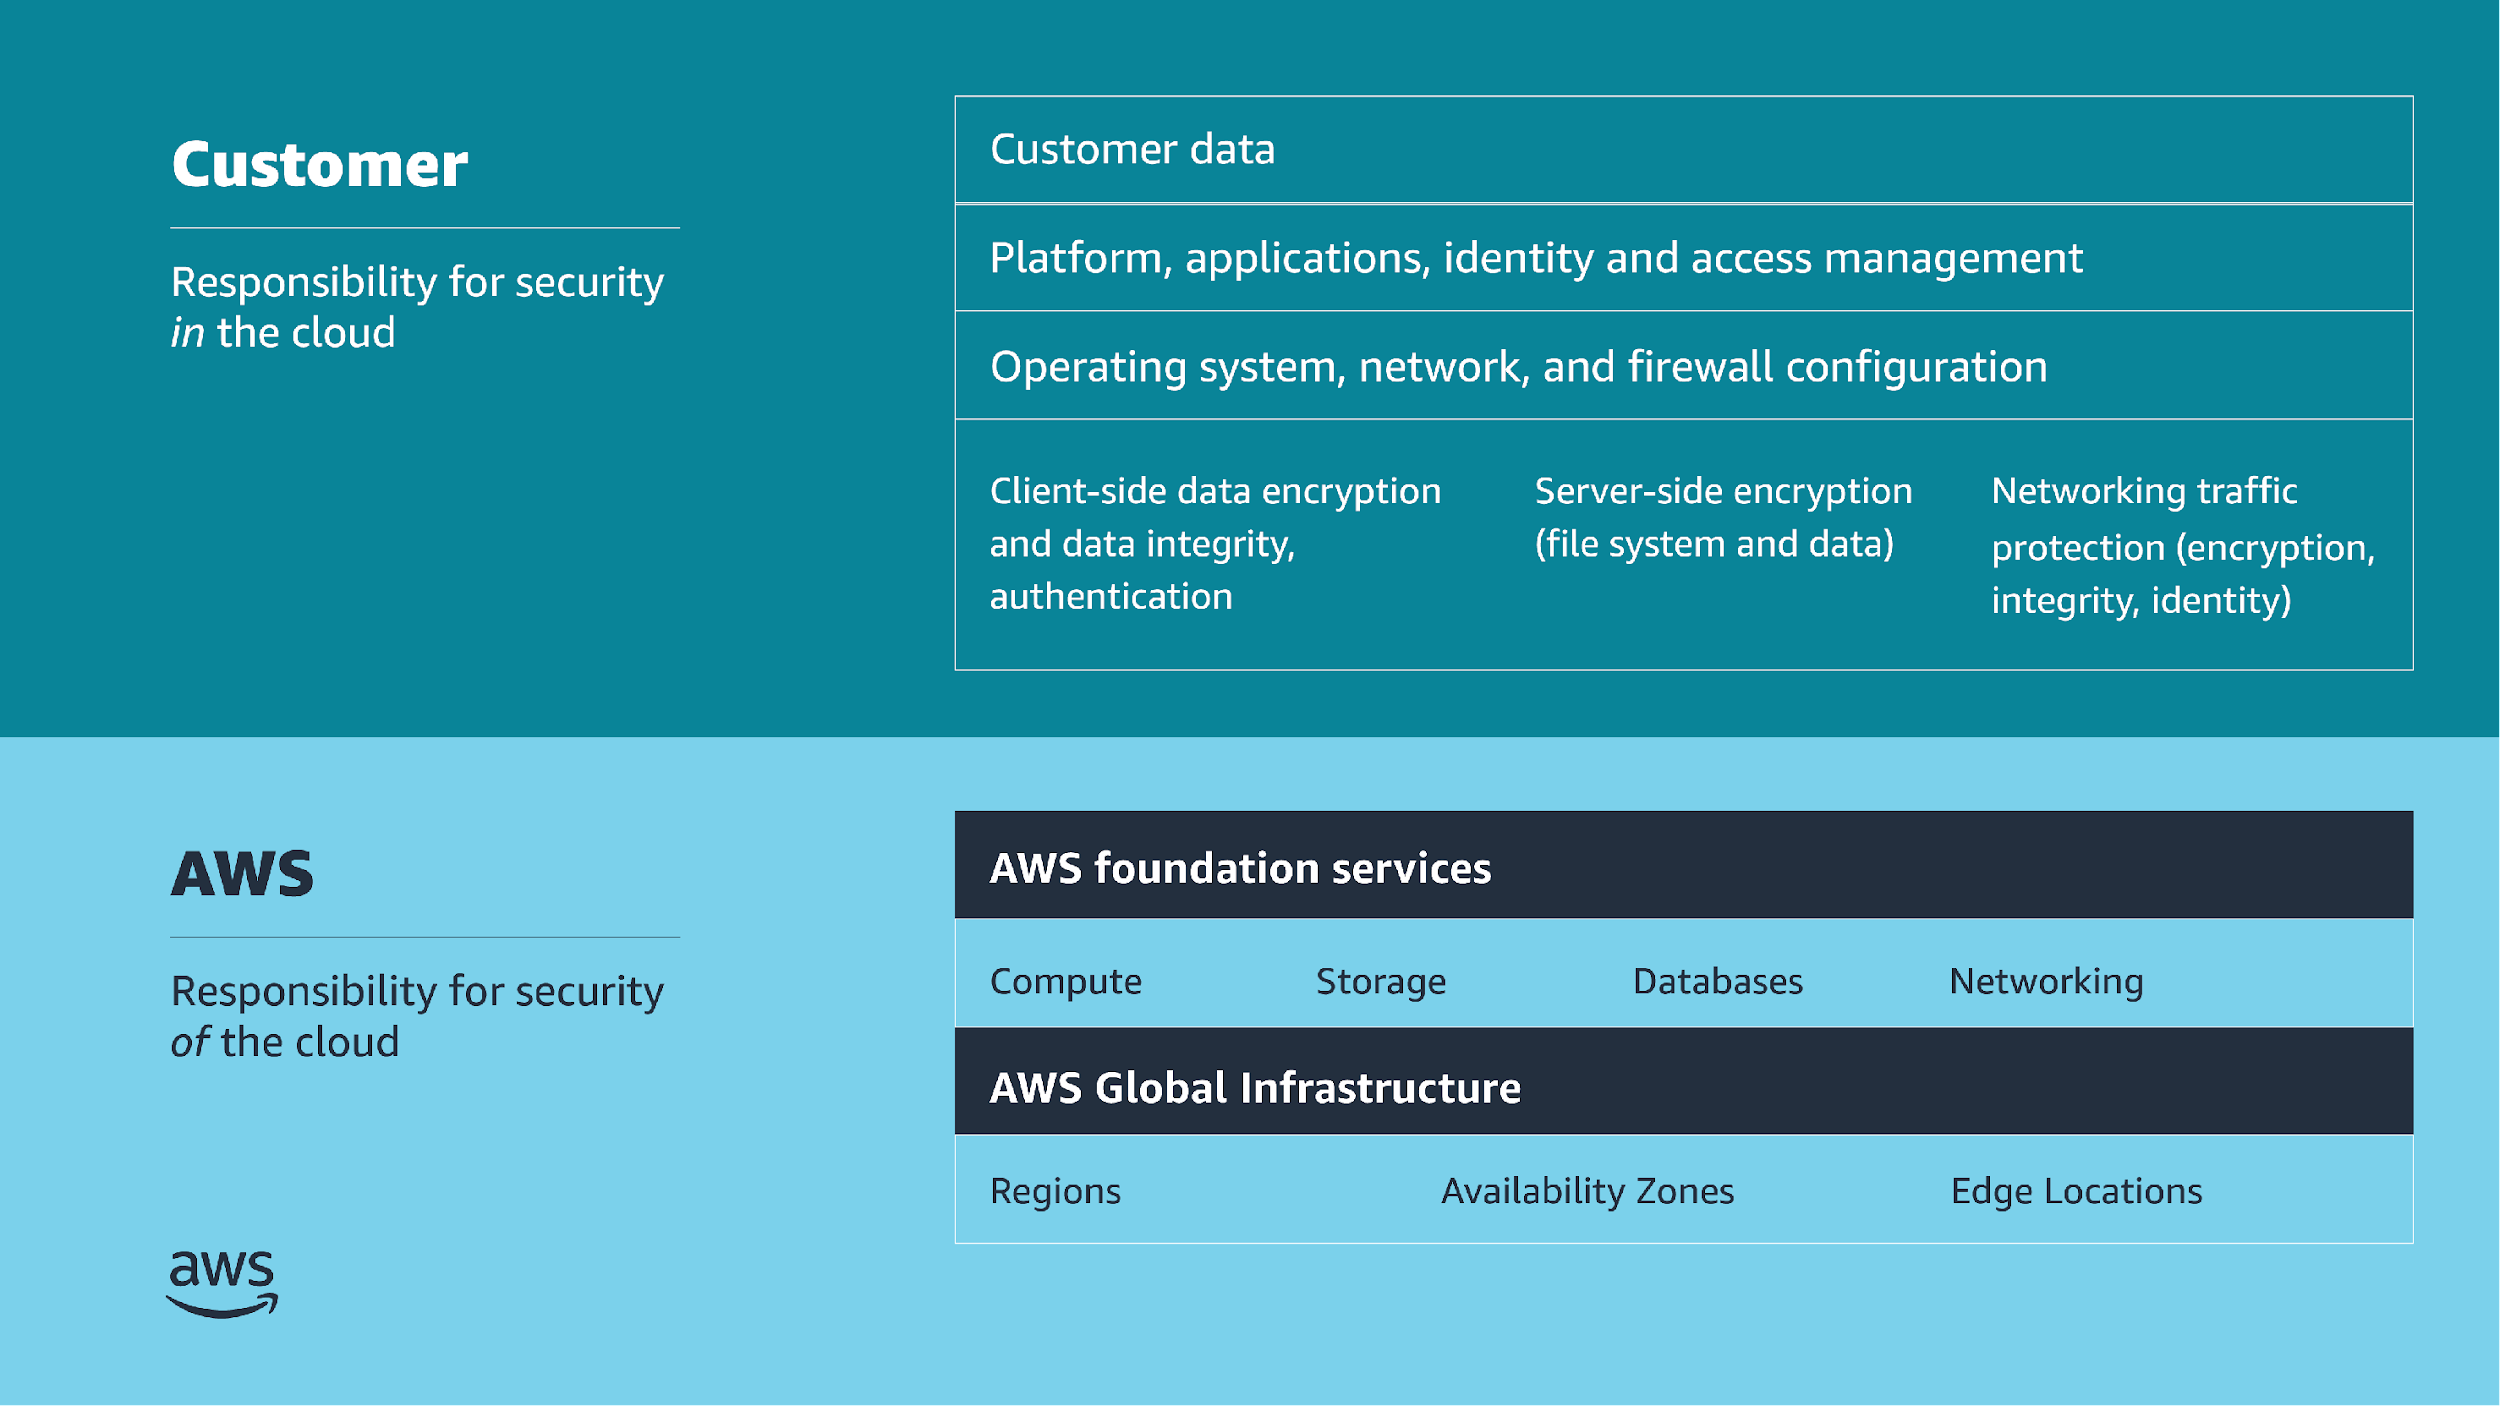 Customer
Responsibility for security
in the cloud
Customer data
Platform, applications, identity and access management
Operating system, network, and firewall configuration
Client-side data encryption
and data integrity,
authentication
Server-side encryption
(file system and data)
Networking traffic
protection (encryption,
integrity, identity)
AWS
Responsibility for security
of the cloud
AWS foundation services
Compute
Storage
Databases
Networking
AWS Global Infrastructure
Regions
Availability Zones
Edge Locations
aws